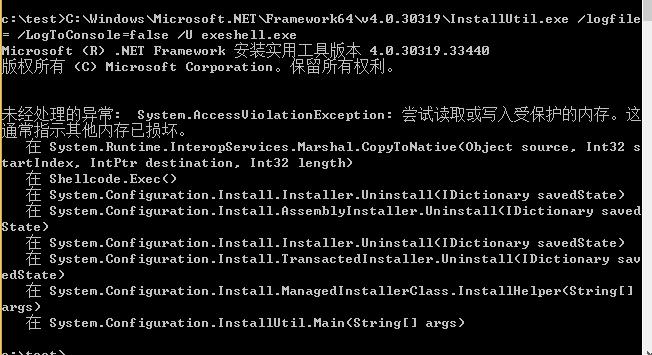 c:\test>C:\Windows\Microsoft.NET\Framework64\v4.0.30319\InstallUtil.exe /logfile
= /LogToConsole=false /U exeshell.exe
Microsoft (R) .NET Framework 安装实用工具版本 4.0.30319.33440
版权所有 (C) Microsoft Corporation。保留所有权利。
未经处理的异常: System.AccessViolationException: 尝试读取或写入受保护的内存。这
通常指示其他内存已损坏。
在 System.Runtime.InteropServices.Marshal.CopyToNative(Object source, Int32 s
tartIndex, IntPtr destination, Int32 length)
在 Shellcode.Exec()
在 System.Configuration.Install.Installer.Uninstall(IDictionary savedState)
在 System.Configuration.Install.AssemblyInstaller.Uninstall(IDictionary saved
State)
在 System.Configuration.Install.Installer.Uninstall(IDictionary savedState)
在 System.Configuration.Install.TransactedInstaller.Uninstall(IDictionary sav
edState)
在 System.Configuration.Install.ManagedInstallerClass.InstallHelper(String[]
args)
在 System.Configuration.Install.InstallUtil.Main(String[] args)
c:\test>